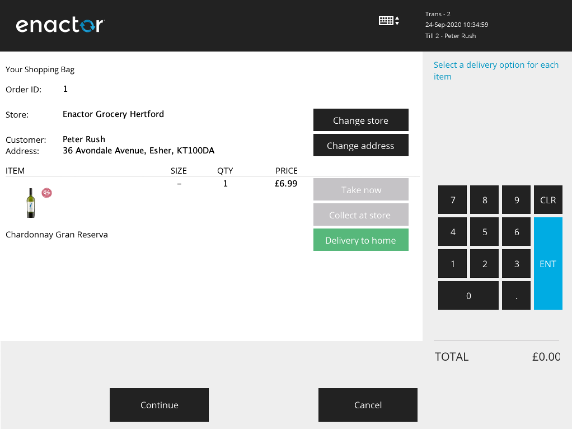 enactor
Trans - 2
24-Sep-2020 10:34:59
Till 2 - Peter Rush
Your Shopping Bag
Select a delivery option for each
item
Order ID: 1
Store: Enactor Grocery Hertford
Change store
Customer: Peter Rush
Address: 36 Avondale Avenue, Esher, KT100DA
Change address
ITEM SIZE QTY PRICE
– 1 £6.99
Take now
Collect at store
Chardonnay Gran Reserva
Delivery to home
7 8 9 CLR
4 5 6
1 2 3 ENT
0 .
TOTAL £0.00
Continue Cancel